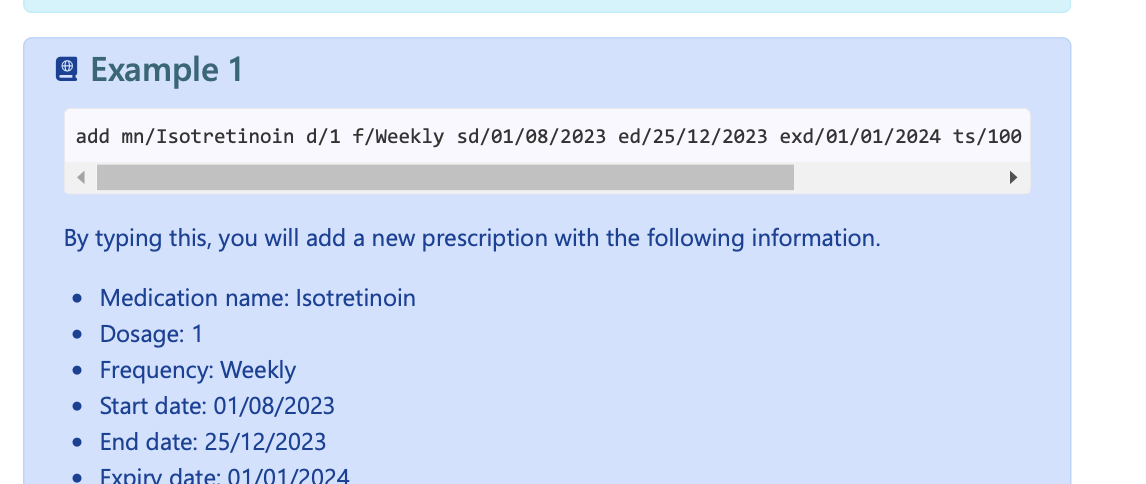 Example 1
add mn/Isotretinoin d/1 f/Weekly sd/01/08/2023 ed/25/12/2023 exd/01/01/2024 ts/100
By typing this, you will add a new prescription with the following information.
Medication name: Isotretinoin
Dosage: 1
Frequency: Weekly
Start date: 01/08/2023
End date: 25/12/2023
Expiry date: 01/01/2024